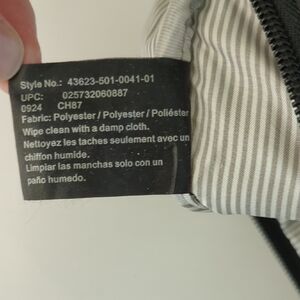 Style No.: 43623-501-0041-01
UPC: 025732060887
0924 CH87
Fabric: Polyester / Polyester / Poliéster
Wipe clean with a damp cloth.
Nettoyez les taches seulement avec un
chiffon humide.
Limpiar las manchas solo con un
paño humedo.